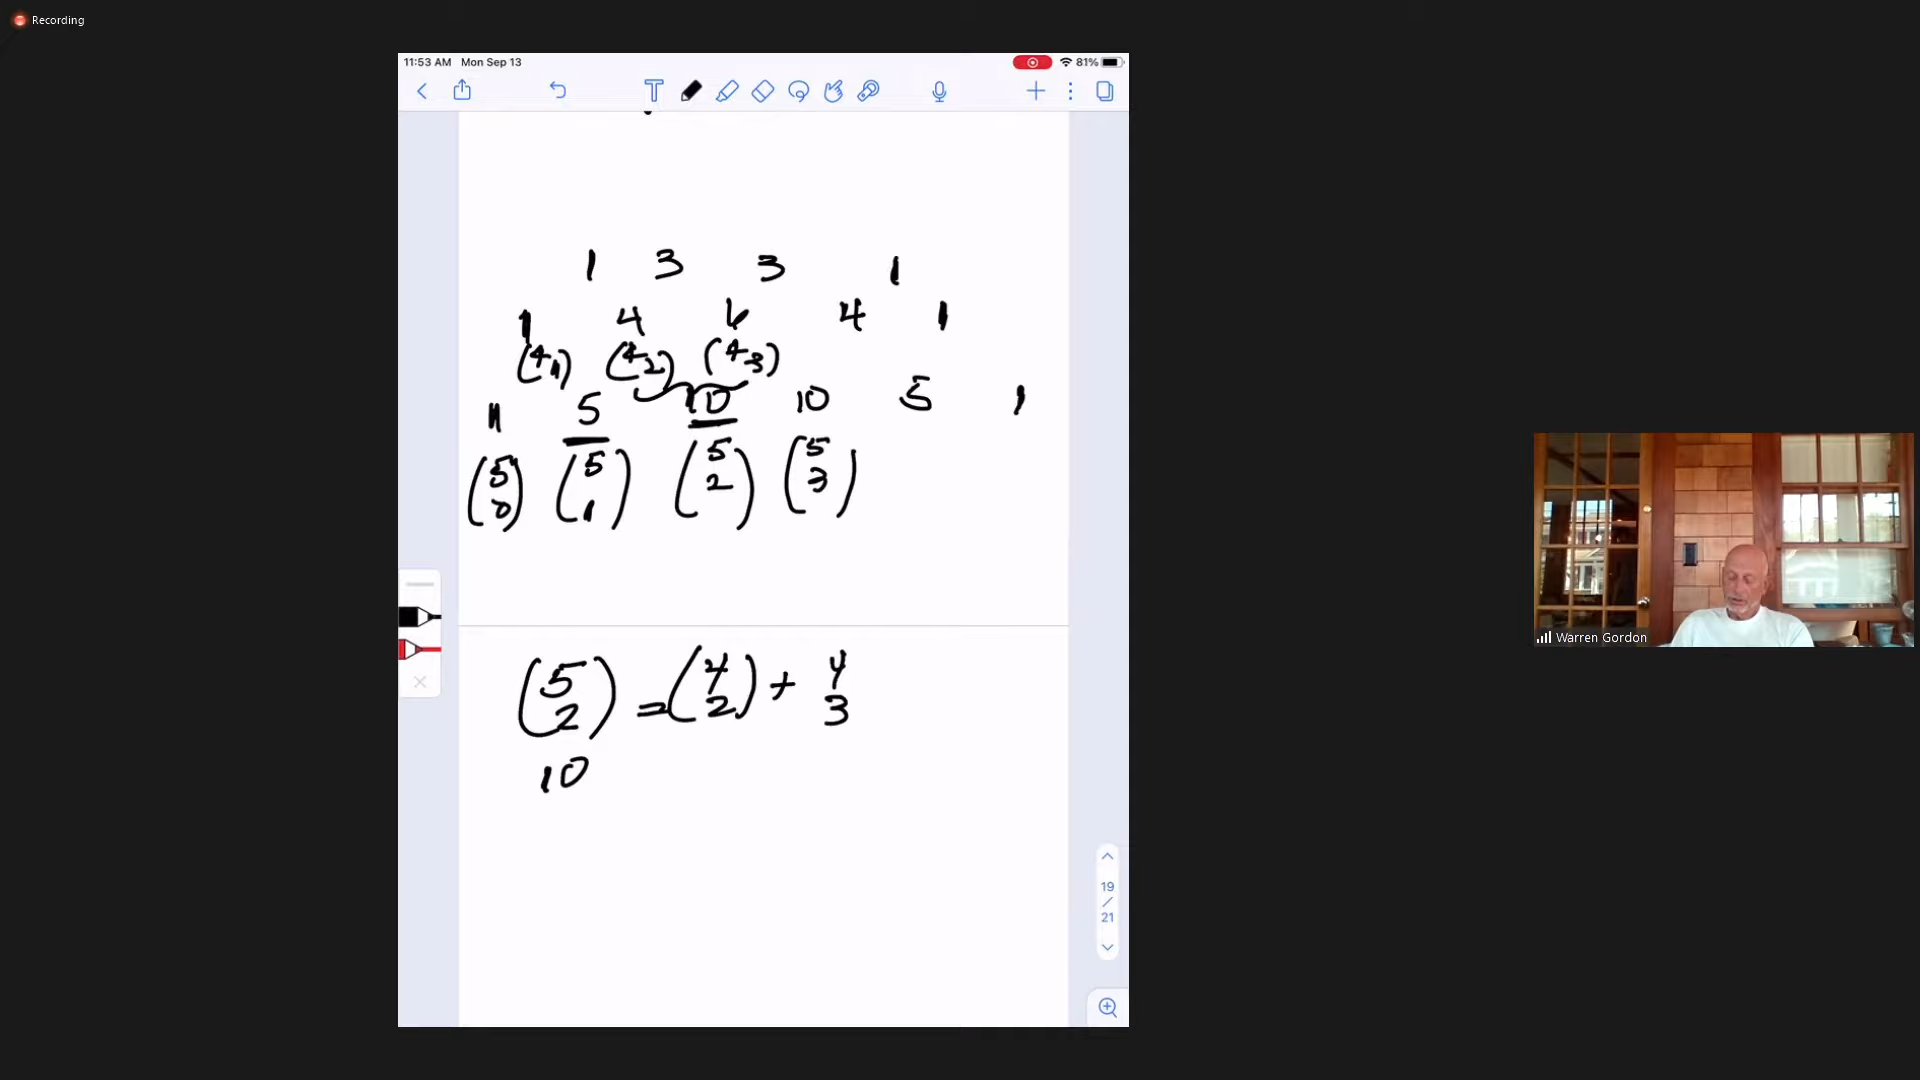 Recording
11:53 AM Mon Sep 13
81%
T
1 3 3 1
1 4 6 4 1
(4 1) (4 2) (4 3)
1 5 10 10 5 1
(5 0) (5 1) (5 2) (5 3)
(5 2) = (4 2) + 4 3
10
19
/
21
Warren Gordon